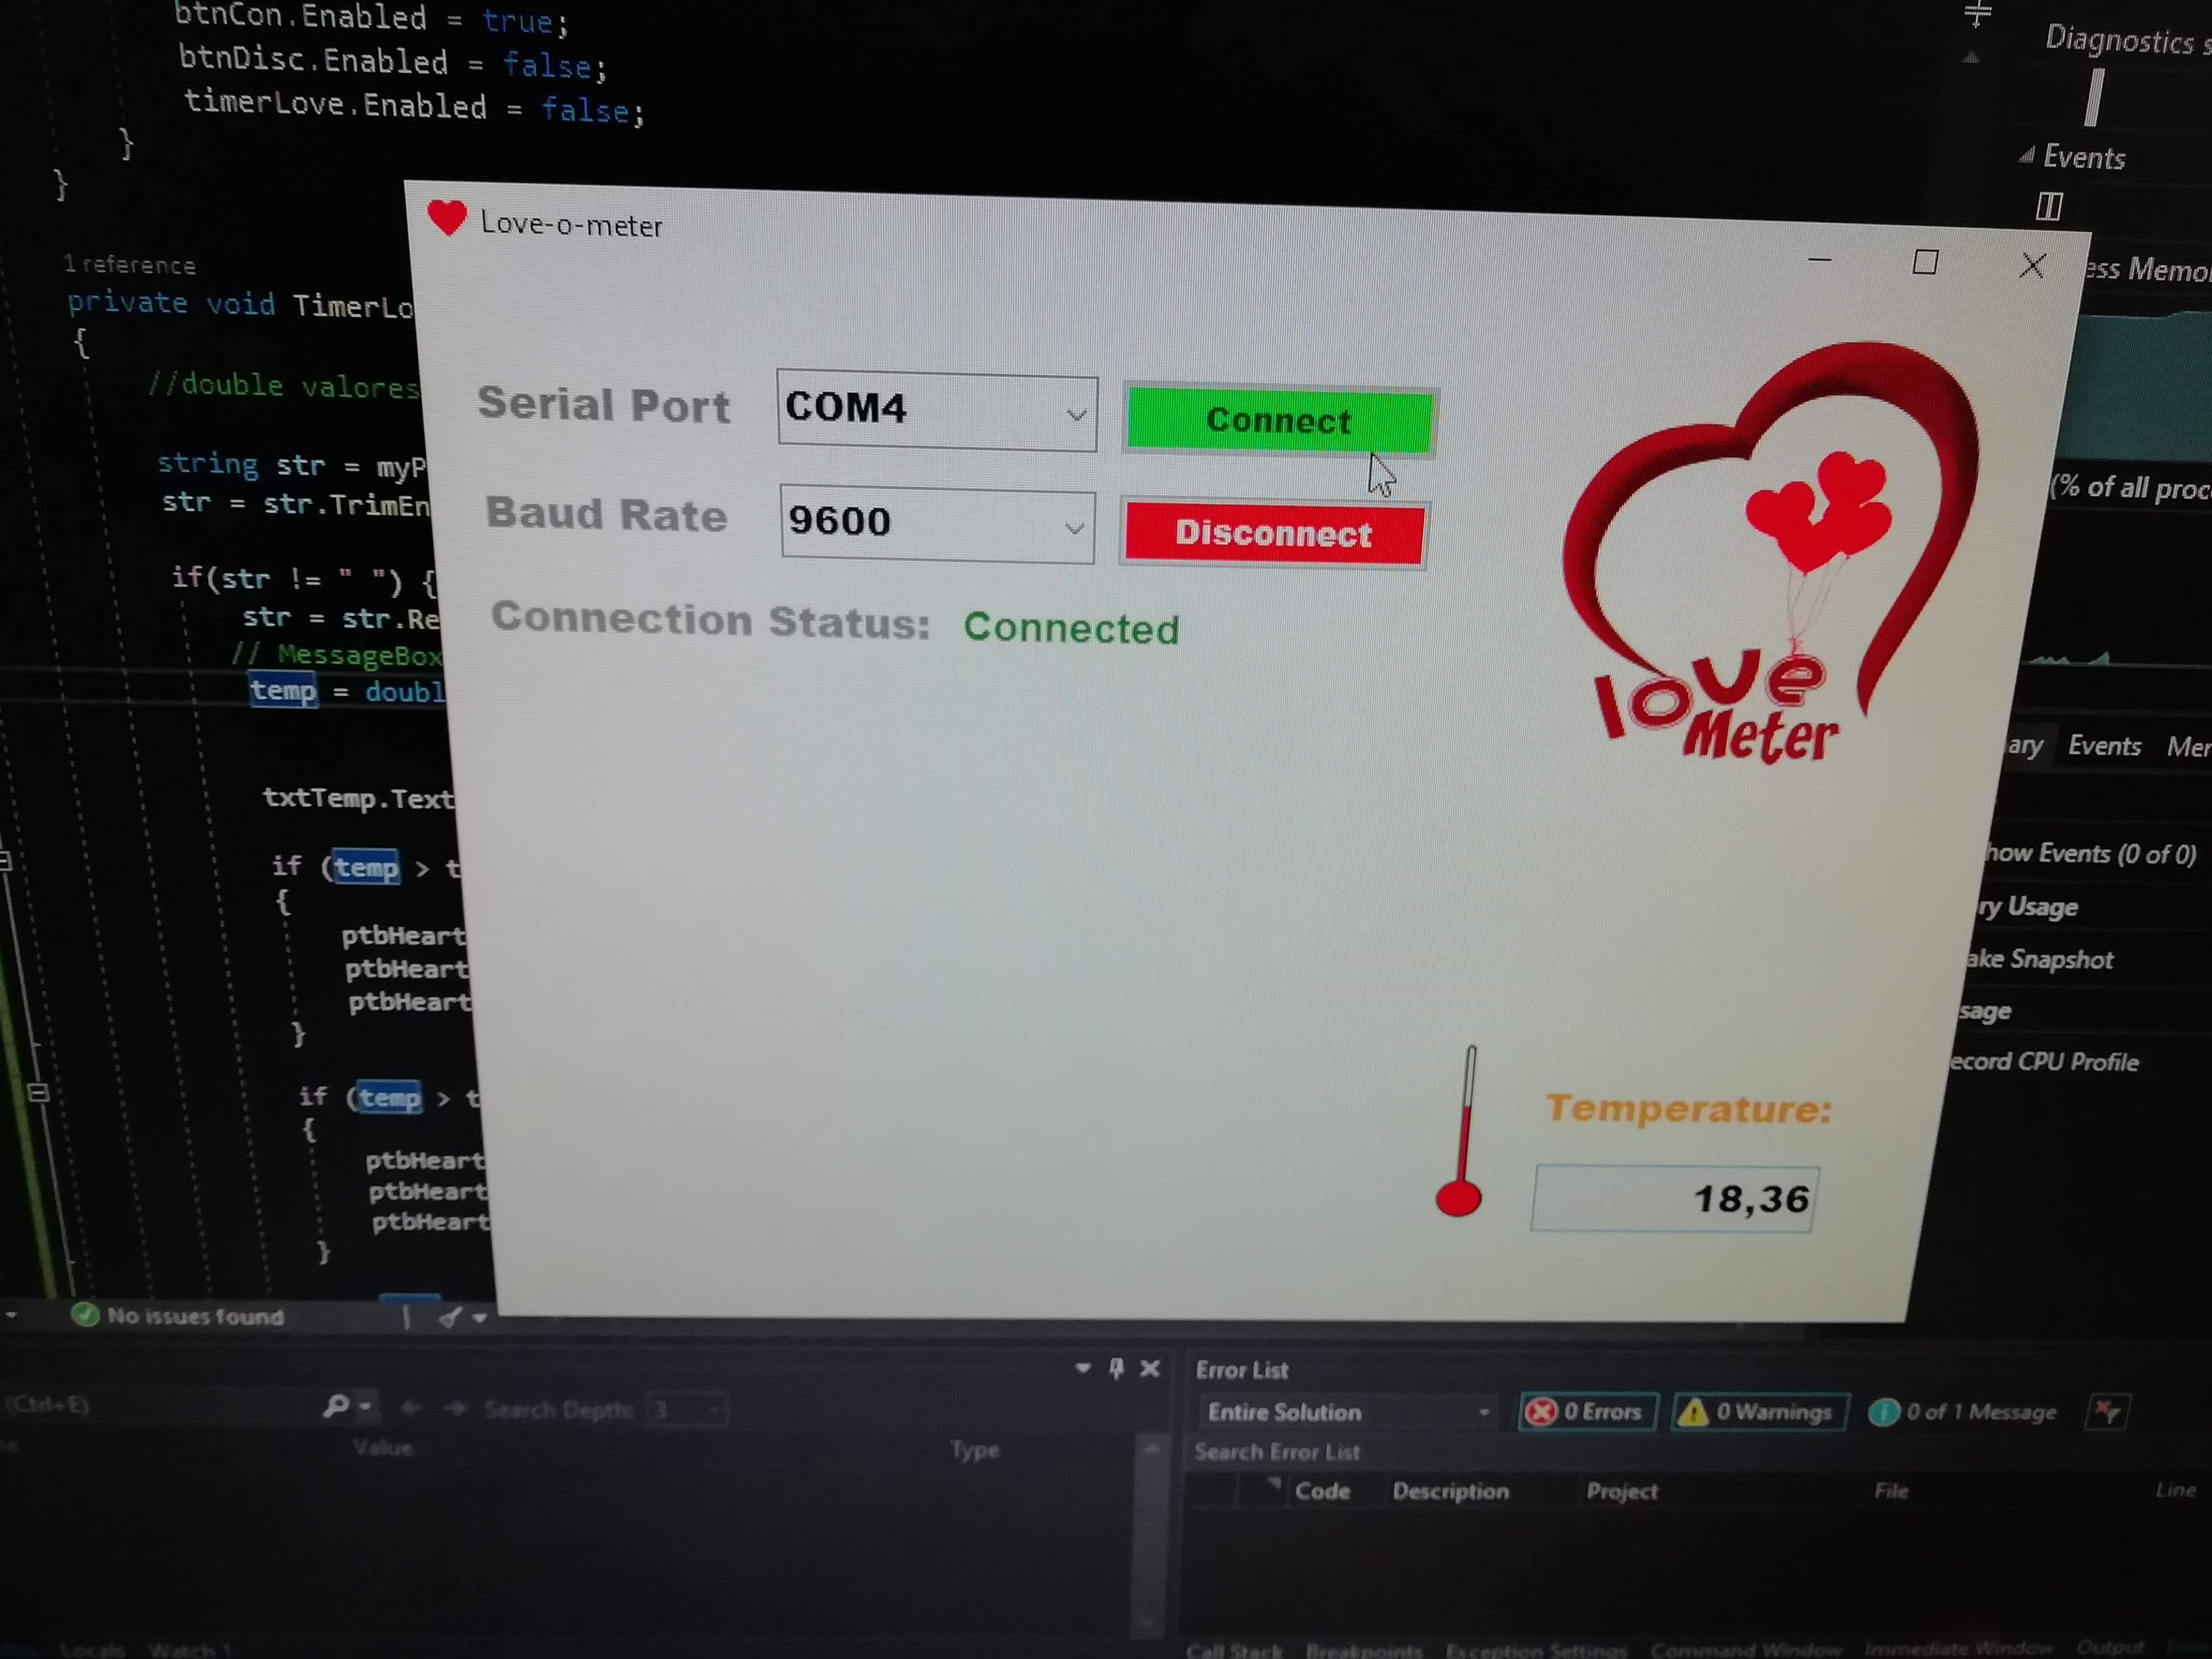 btnCon.Enabled = true;
btnDisc.Enabled = false;
timerLove.Enabled = false;
}
}
1 reference
private void TimerLo
{
//double valores
string str = myP
str = str.TrimEn
if(str != " ") {
str = str.Re
// MessageBox
temp = doubl
txtTemp.Text
if (temp > t
{
ptbHeart
ptbHeart
ptbHeart
}
if (temp > t
{
ptbHeart
ptbHeart
ptbHeart
}
No issues found
Love-o-meter
Serial Port COM4 Connect
Baud Rate 9600 Disconnect
Connection Status: Connected
love
Meter
Temperature:
18,36
Diagnostics s
Events
ess Memo
(% of all proc
ary Events Mer
how Events (0 of 0)
ry Usage
ake Snapshot
sage
ecord CPU Profile
(Ctrl+E) Search Depth: 3
Value Type
Locals Watch 1
Error List
Entire Solution 0 Errors 0 Warnings 0 of 1 Message
Search Error List
Code Description Project File Line
Call Stack Breakpoints Exception Settings Command Window Immediate Window Output